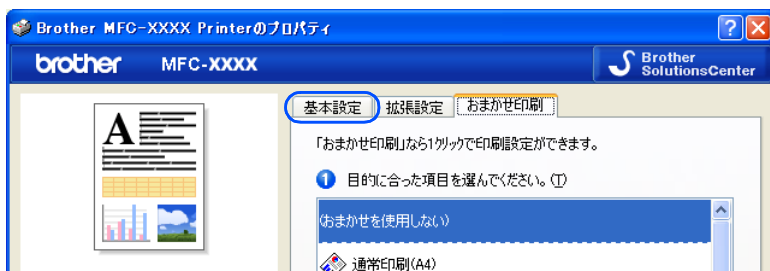 Brother MFC-XXXX Printerのプロパティ
brother MFC-XXXX
Brother
SolutionsCenter
基本設定 拡張設定 おまかせ印刷
A
「おまかせ印刷」なら1クリックで印刷設定ができます。
1 目的に合った項目を選んでください。(T)
(おまかせを使用しない)
通常印刷(A4)